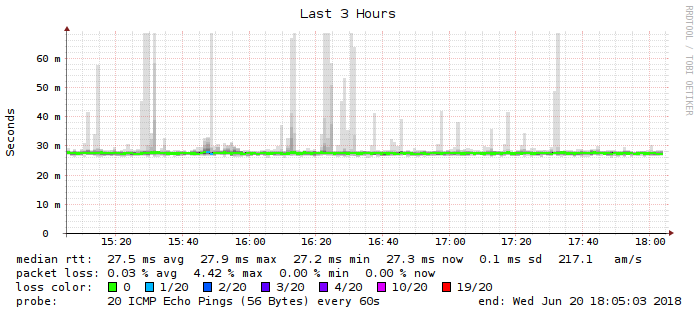 Last 3 Hours
RRDTOOL / TOBI OETIKER
Seconds
60 m
50 m
40 m
30 m
20 m
10 m
0
15:20 15:40 16:00 16:20 16:40 17:00 17:20 17:40 18:00
median rtt: 27.5 ms avg 27.9 ms max 27.2 ms min 27.3 ms now 0.1 ms sd 217.1 am/s
packet loss: 0.03 % avg 4.42 % max 0.00 % min 0.00 % now
loss color: 0 1/20 2/20 3/20 4/20 10/20 19/20
probe: 20 ICMP Echo Pings (56 Bytes) every 60s end: Wed Jun 20 18:05:03 2018